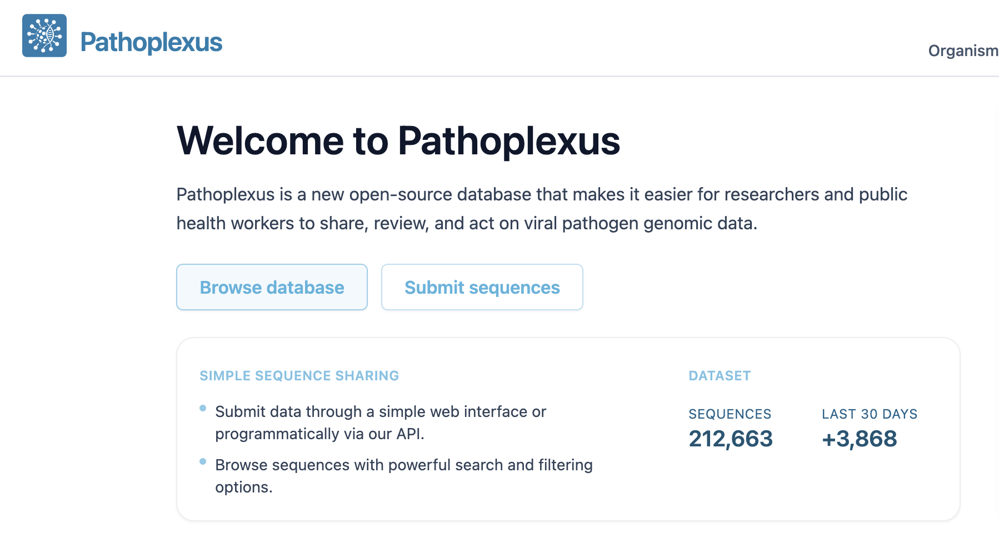 Pathoplexus
Organism
Welcome to Pathoplexus
Pathoplexus is a new open-source database that makes it easier for researchers and public
health workers to share, review, and act on viral pathogen genomic data.
Browse database
Submit sequences
SIMPLE SEQUENCE SHARING
Submit data through a simple web interface or
programmatically via our API.
Browse sequences with powerful search and filtering
options.
DATASET
SEQUENCES
212,663
LAST 30 DAYS
+3,868